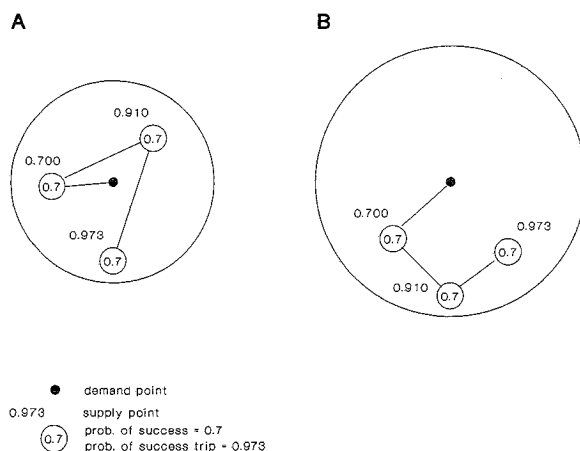 A
B
0.910
0.7
0.700
0.7
0.973
0.7
0.700
0.7
0.973
0.7
0.910
0.7
demand point
0.973 supply point
0.7 prob. of success = 0.7
prob. of success trip = 0.973